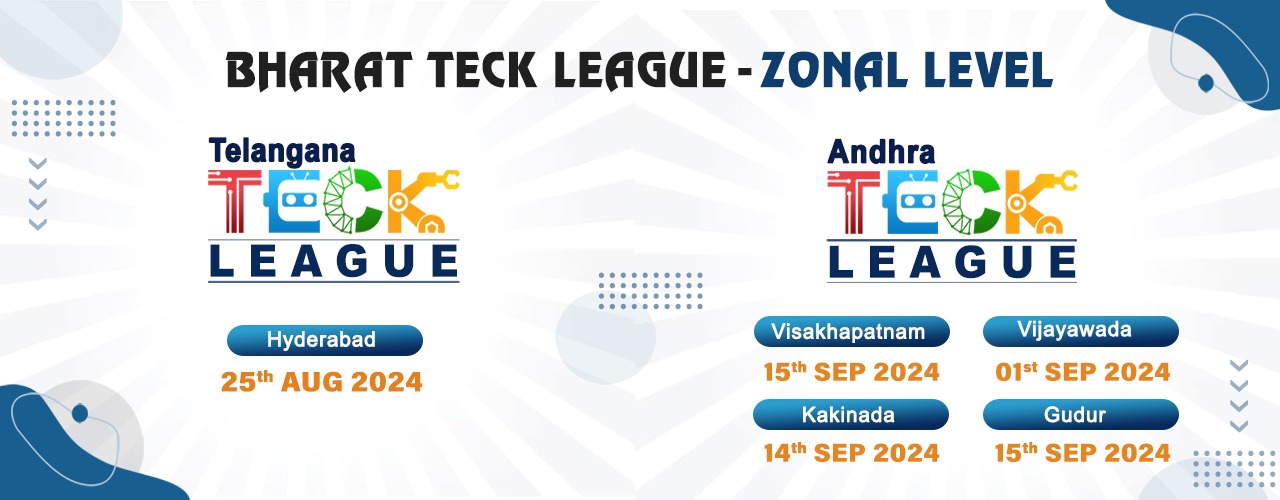 BHARAT TECK LEAGUE - ZONAL LEVEL
Telangana
TECK
LEAGUE
Hyderabad
25th AUG 2024
Andhra
TECK
LEAGUE
Visakhapatnam
15th SEP 2024
Vijayawada
01st SEP 2024
Kakinada
14th SEP 2024
Gudur
15th SEP 2024